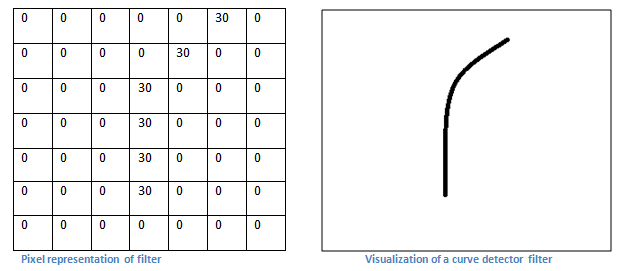 0 0 0 0 0 30 0
0 0 0 0 30 0 0
0 0 0 30 0 0 0
0 0 0 30 0 0 0
0 0 0 30 0 0 0
0 0 0 30 0 0 0
0 0 0 0 0 0 0
Pixel representation of filter
Visualization of a curve detector filter